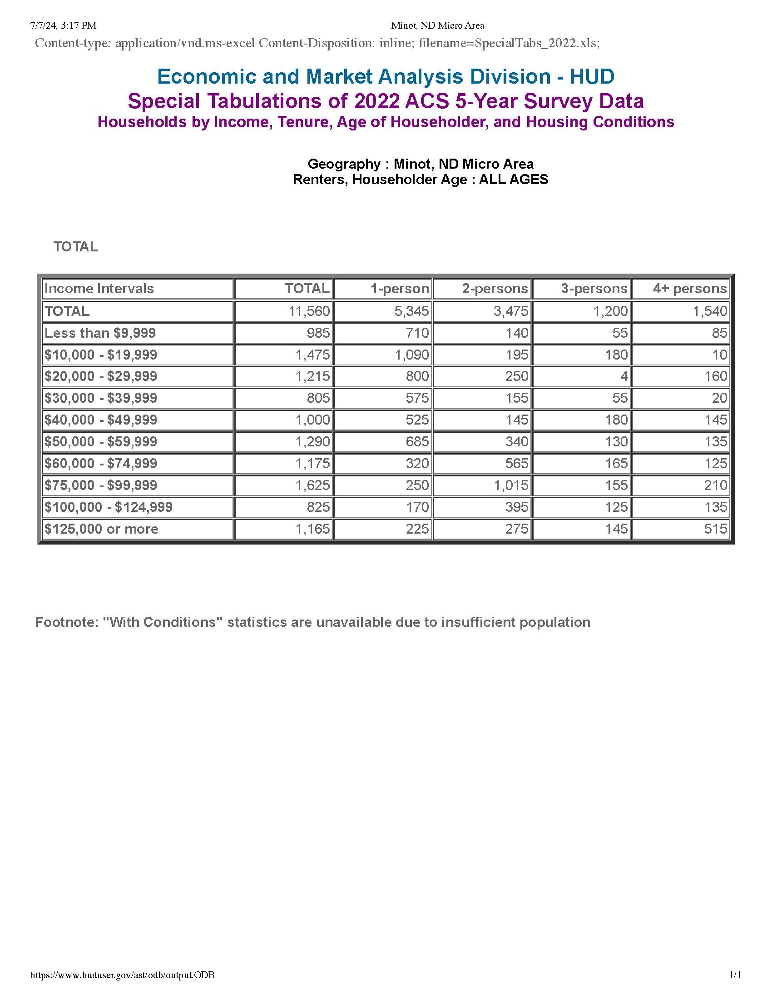 7/7/24, 3:17 PM Minot, ND Micro Area
Content-type: application/vnd.ms-excel Content-Disposition: inline; filename=SpecialTabs_2022.xls;
Economic and Market Analysis Division - HUD
Special Tabulations of 2022 ACS 5-Year Survey Data
Households by Income, Tenure, Age of Householder, and Housing Conditions
Geography : Minot, ND Micro Area
Renters, Householder Age : ALL AGES
TOTAL
Income Intervals TOTAL 1-person 2-persons 3-persons 4+ persons
TOTAL 11,560 5,345 3,475 1,200 1,540
Less than $9,999 985 710 140 55 85
$10,000 - $19,999 1,475 1,090 195 180 10
$20,000 - $29,999 1,215 800 250 4 160
$30,000 - $39,999 805 575 155 55 20
$40,000 - $49,999 1,000 525 145 180 145
$50,000 - $59,999 1,290 685 340 130 135
$60,000 - $74,999 1,175 320 565 165 125
$75,000 - $99,999 1,625 250 1,015 155 210
$100,000 - $124,999 825 170 395 125 135
$125,000 or more 1,165 225 275 145 515
Footnote: "With Conditions" statistics are unavailable due to insufficient population
https://www.huduser.gov/ast/odb/output.ODB 1/1